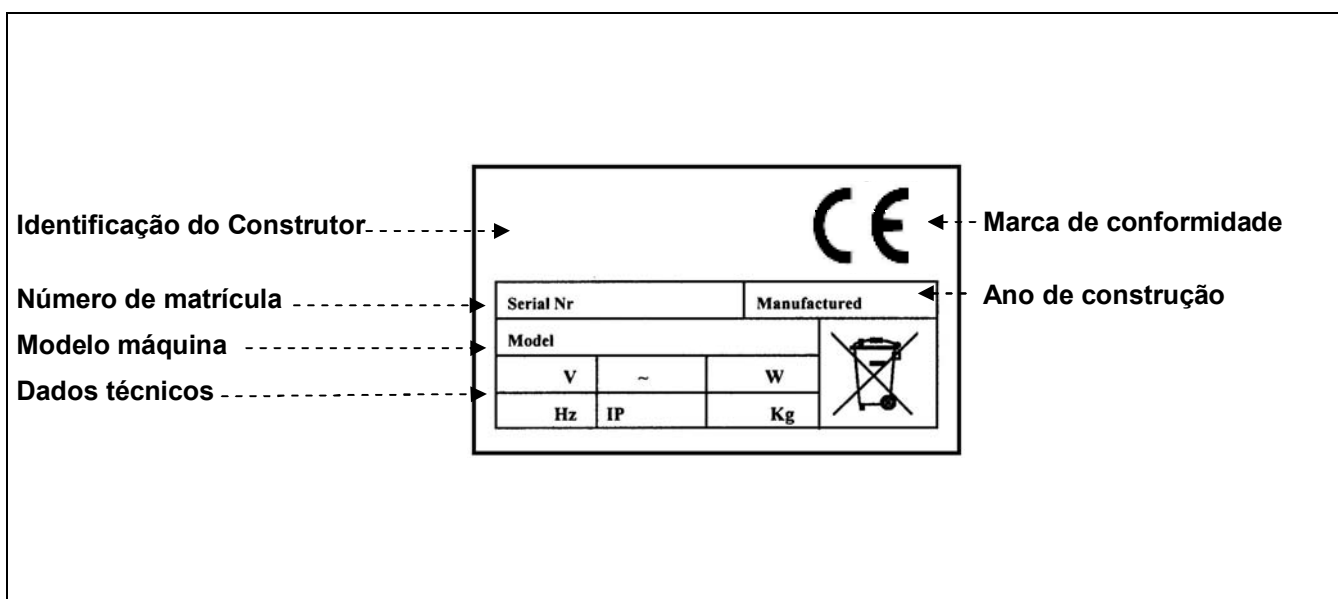 Identificação do Construtor
CE
Marca de conformidade
Número de matrícula
Serial Nr
Manufactured
Ano de construção
Modelo máquina
Model
Dados técnicos
V
~
W
Hz
IP
Kg